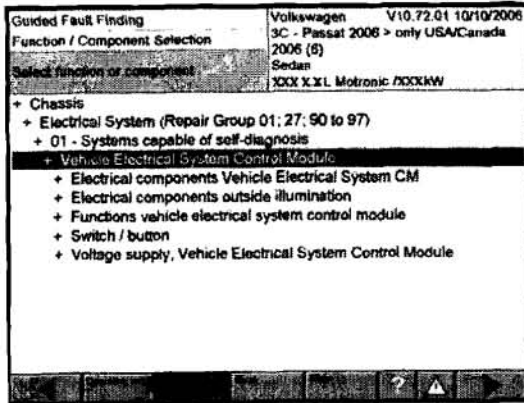 Guided Fault Finding
Function / Component Selection
Select function or component
Volkswagen V10.72.01 10/10/2006
3C - Passat 2006 > only USA/Canada
2006 (6)
Sedan
XXX X.XL Motronic /XXXkW
+ Chassis
+ Electrical System (Repair Group 01; 27; 90 to 97)
+ 01 - Systems capable of self-diagnosis
+ Vehicle Electrical System Control Module
+ Electrical components Vehicle Electrical System CM
+ Electrical components outside illumination
+ Functions vehicle electrical system control module
+ Switch / button
+ Voltage supply, Vehicle Electrical System Control Module
?